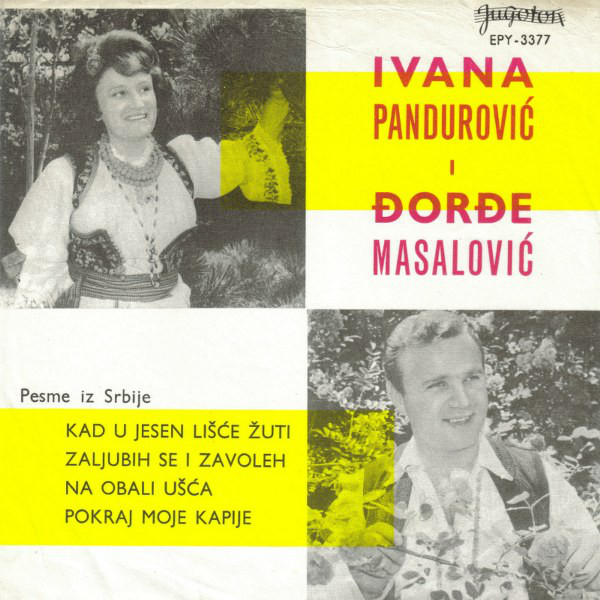 Jugoton
EPY-3377
IVANA
PANDUROVIĆ
I
ĐORĐE
MASALOVIĆ
Pesme iz Srbije
KAD U JESEN LIŠĆE ŽUTI
ZALJUBIH SE I ZAVOLEH
NA OBALI UŠĆA
POKRAJ MOJE KAPIJE